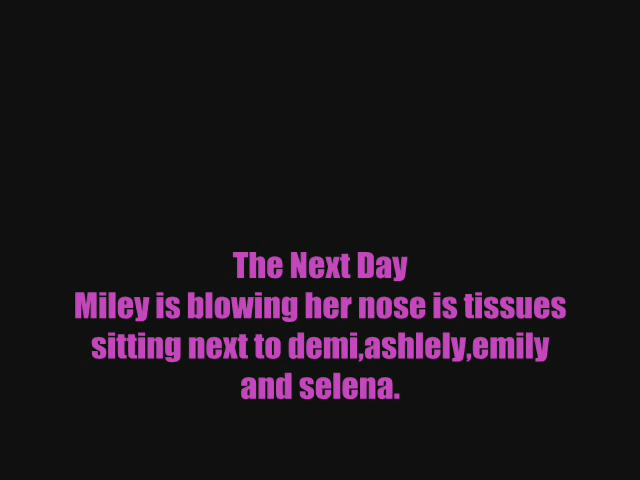 The Next Day
Miley is blowing her nose is tissues
sitting next to demi,ashlely,emily
and selena.